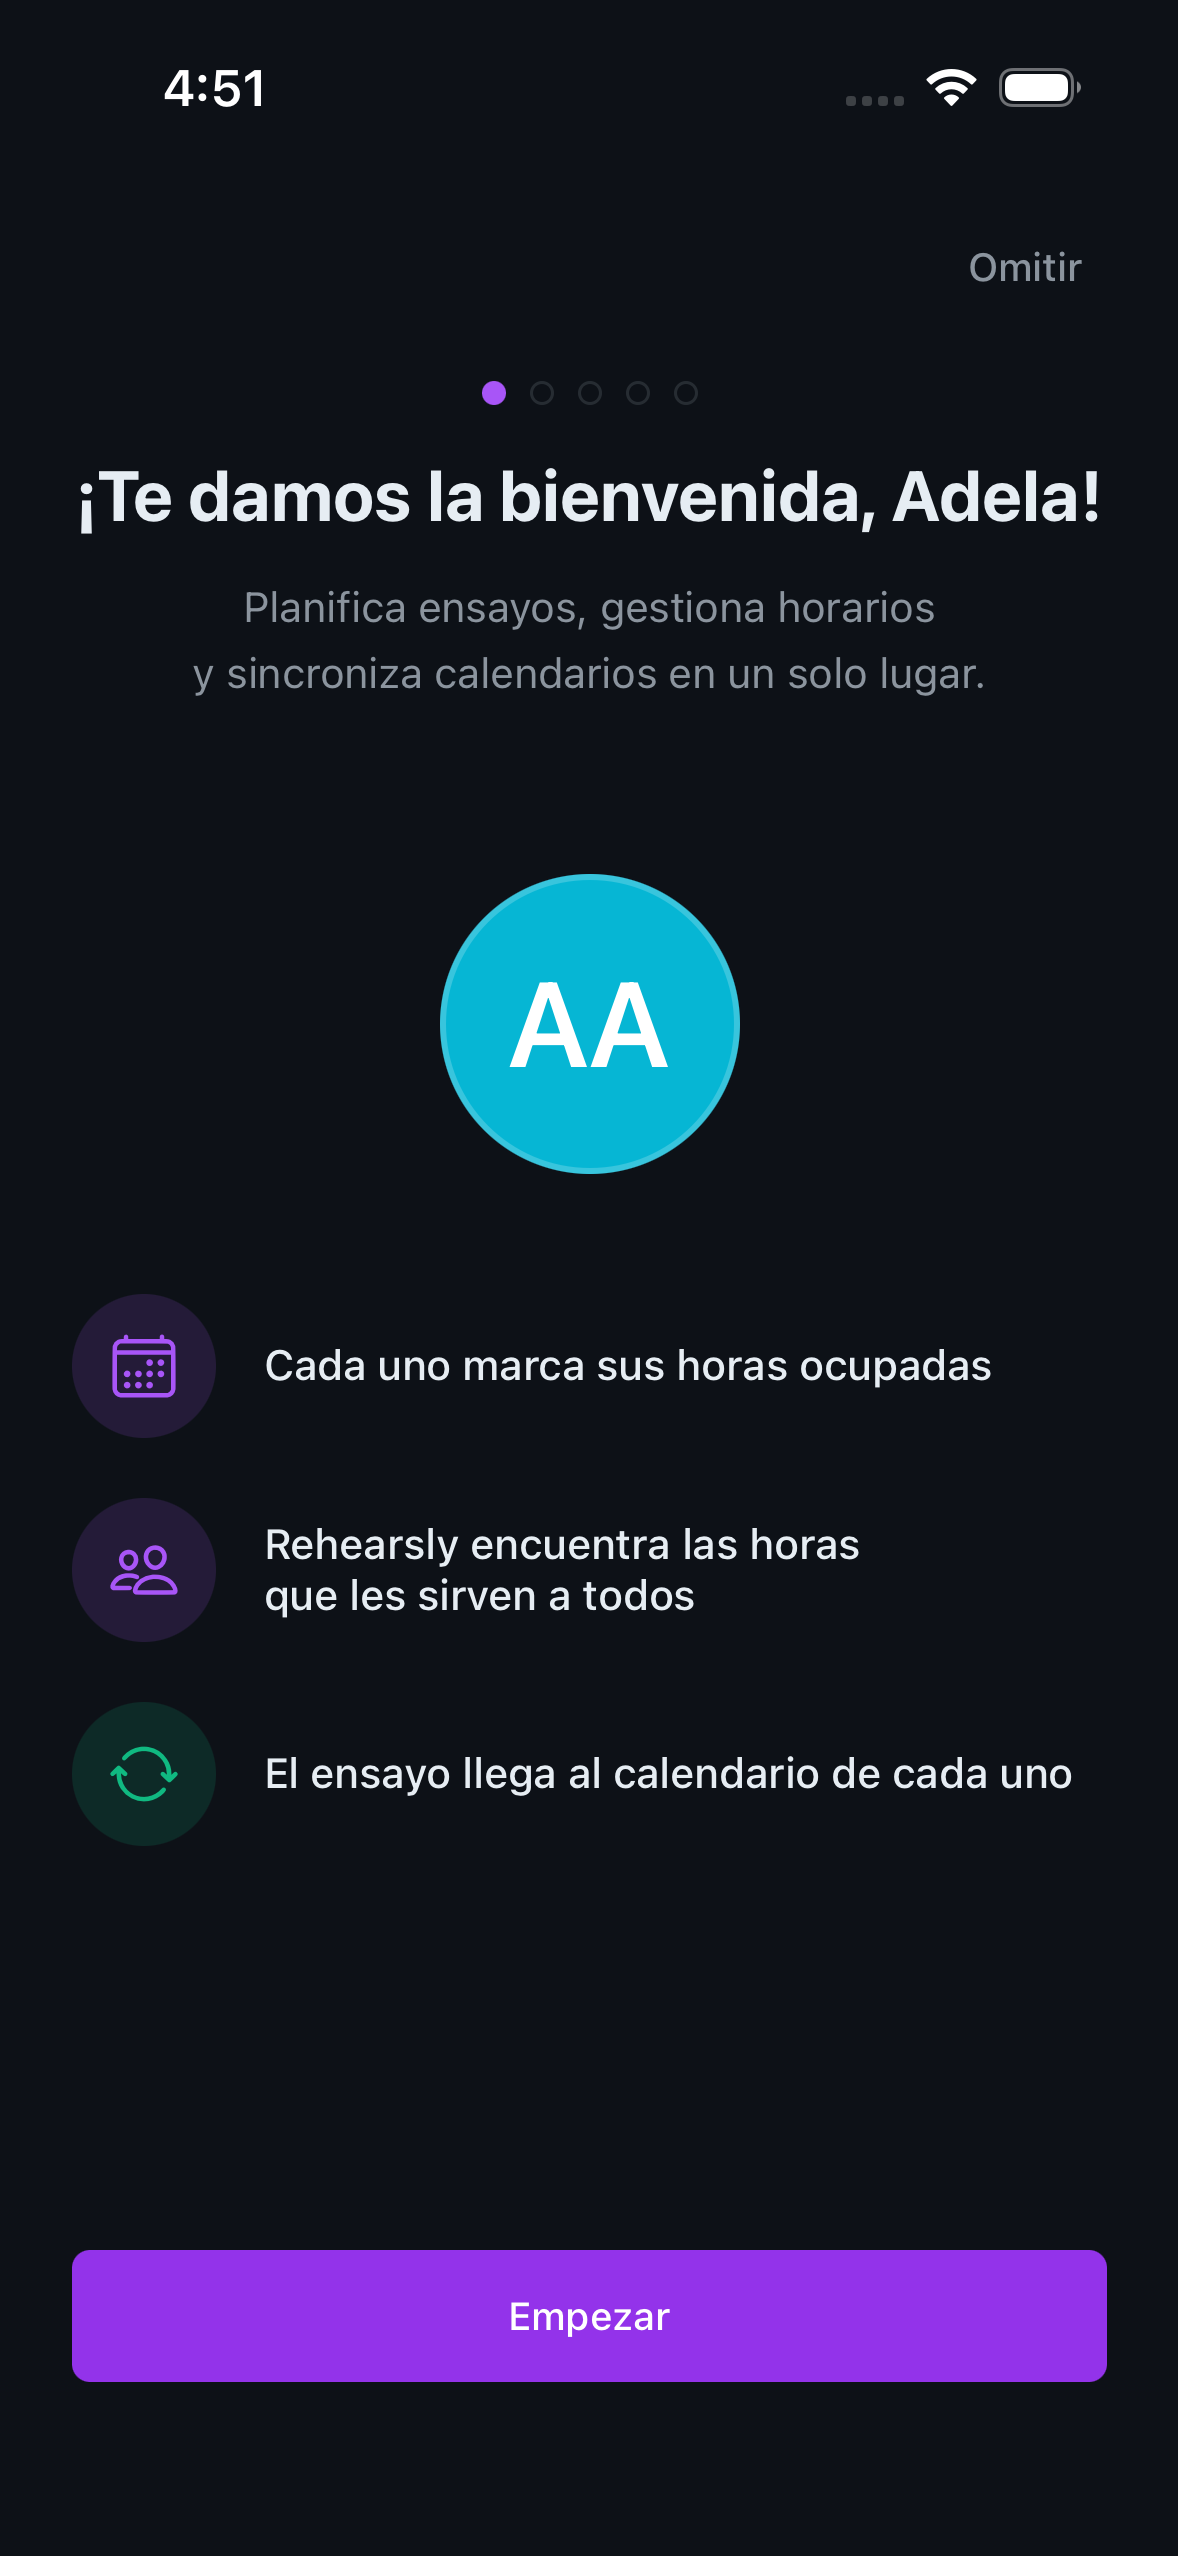 4:51
Omitir
¡Te damos la bienvenida, Adela!
Planifica ensayos, gestiona horarios
y sincroniza calendarios en un solo lugar.
AA
Cada uno marca sus horas ocupadas
Rehearsly encuentra las horas
que les sirven a todos
El ensayo llega al calendario de cada uno
Empezar